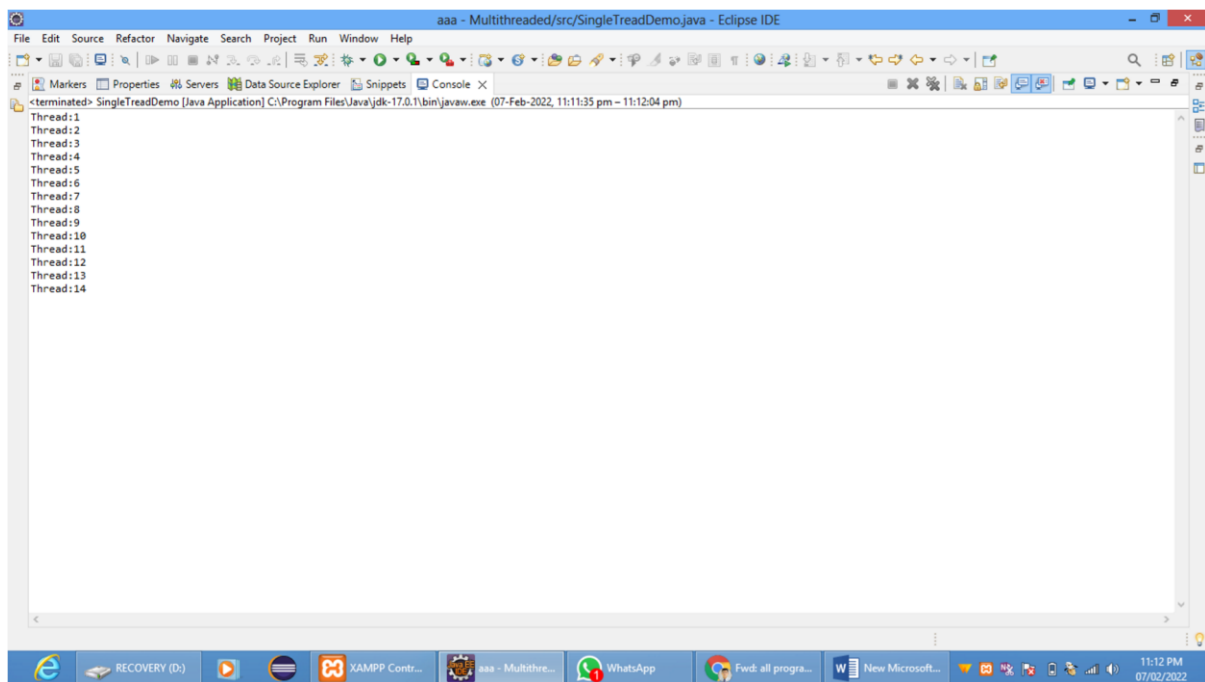 aaa - Multithreaded/src/SingleTreadDemo.java - Eclipse IDE
File Edit Source Refactor Navigate Search Project Run Window Help
Markers Properties Servers Data Source Explorer Snippets Console
<terminated> SingleTreadDemo [Java Application] C:\Program Files\Java\jdk-17.0.1\bin\javaw.exe (07-Feb-2022, 11:11:35 pm – 11:12:04 pm)
Thread:1
Thread:2
Thread:3
Thread:4
Thread:5
Thread:6
Thread:7
Thread:8
Thread:9
Thread:10
Thread:11
Thread:12
Thread:13
Thread:14
RECOVERY (D:) XAMPP Contr... aaa - Multithre... WhatsApp Fwd: all progra... New Microsoft... 11:12 PM
07/02/2022